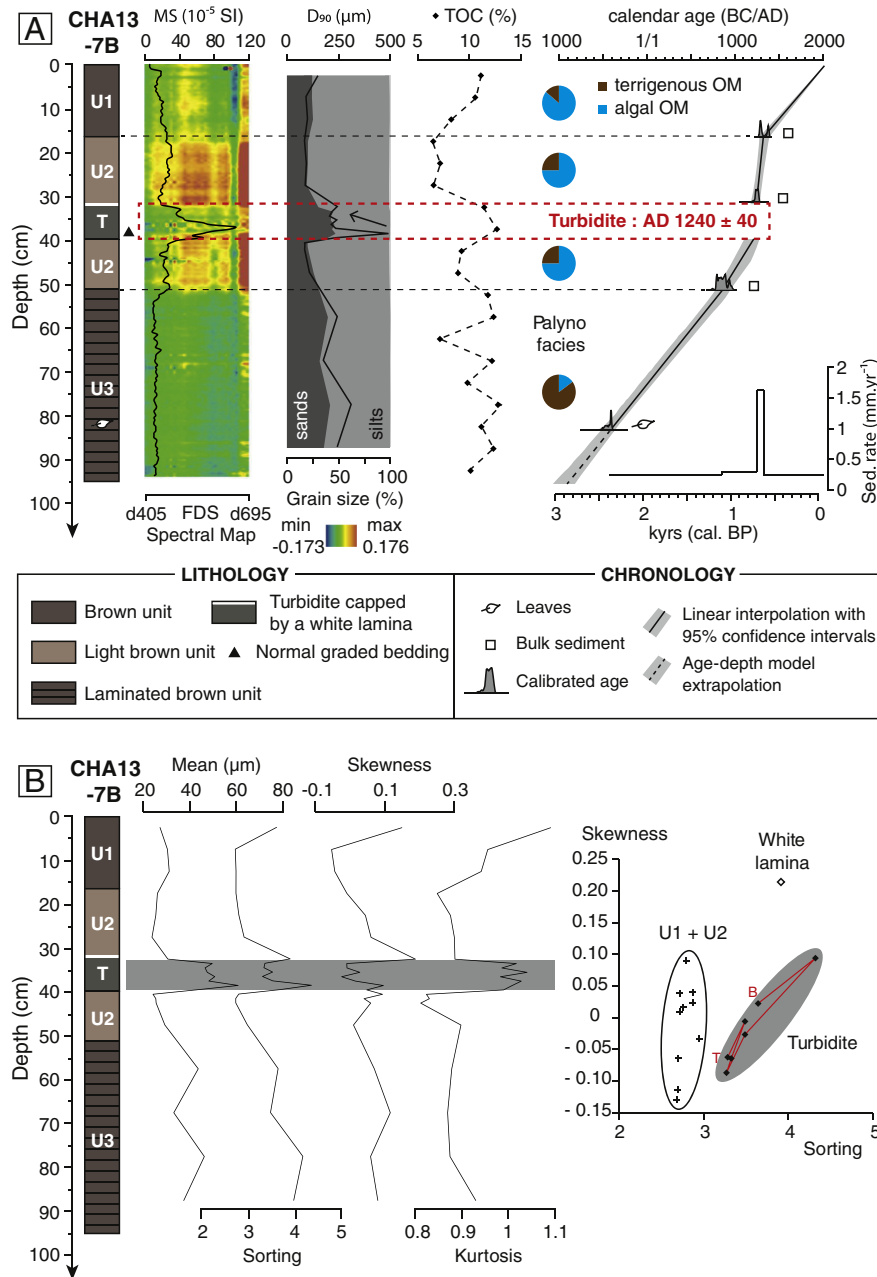 A
CHA13
-7B
MS (10⁻⁵ SI)
0 40 80 120
D₉₀ (µm)
0 250 500
TOC (%)
0 5 10 15
calendar age (BC/AD)
1000 1/1 1000 2000
Depth (cm)
0
10
20
30
40
50
60
70
80
90
100
U1
U2
T
U2
U3
terrigenous OM
algal OM
Turbidite : AD 1240 ± 40
Palyno
facies
sands
silts
0 50 100
Grain size (%)
d405 FDS d695
Spectral Map
min max
-0.173 0.176
3 2 1 0
kyrs (cal. BP)
2
1.5
1
0.5
0
Sed. rate (mm.yr⁻¹)
LITHOLOGY
Brown unit
Turbidite capped
by a white lamina
Light brown unit
Normal graded bedding
Laminated brown unit
CHRONOLOGY
Leaves
Bulk sediment
Calibrated age
Linear interpolation with
95% confidence intervals
Age-depth model
extrapolation
B
CHA13
-7B
Mean (µm)
20 40 60 80
Skewness
-0.1 0.1 0.3
Depth (cm)
0
10
20
30
40
50
60
70
80
90
100
U1
U2
T
U2
U3
2 3 4 5
Sorting
0.8 0.9 1 1.1
Kurtosis
Skewness
0.25
0.20
0.15
0.10
0.05
0
- 0.05
- 0.10
- 0.15
White
lamina
U1 + U2
B
T
Turbidite
2 3 4 5
Sorting